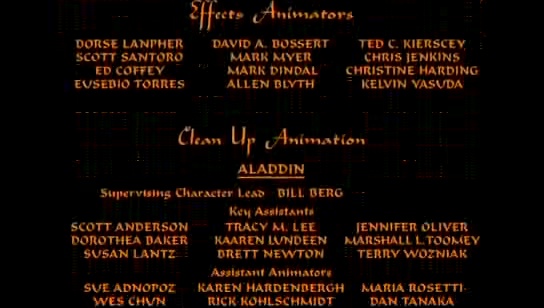 Effects Animators
DORSE LANPHER DAVID A. BOSSERT TED C. KIERSCEY
SCOTT SANTORO MARK MYER CHRIS JENKINS
ED COFFEY MARK DINDAL CHRISTINE HARDING
EUSEBIO TORRES ALLEN BLYTH KELVIN YASUDA
Clean Up Animation
ALADDIN
Supervising Character Lead BILL BERG
Key Assistants
SCOTT ANDERSON TRACY M. LEE JENNIFER OLIVER
DOROTHEA BAKER KAAREN LUNDEEN MARSHALL L. TOOMEY
SUSAN LANTZ BRETT NEWTON TERRY WOZNIAK
Assistant Animators
SUE ADNOPOZ KAREN HARDENBERGH MARIA ROSETTI
WES CHUN RICK KOHLSCHMIDT DAN TANAKA